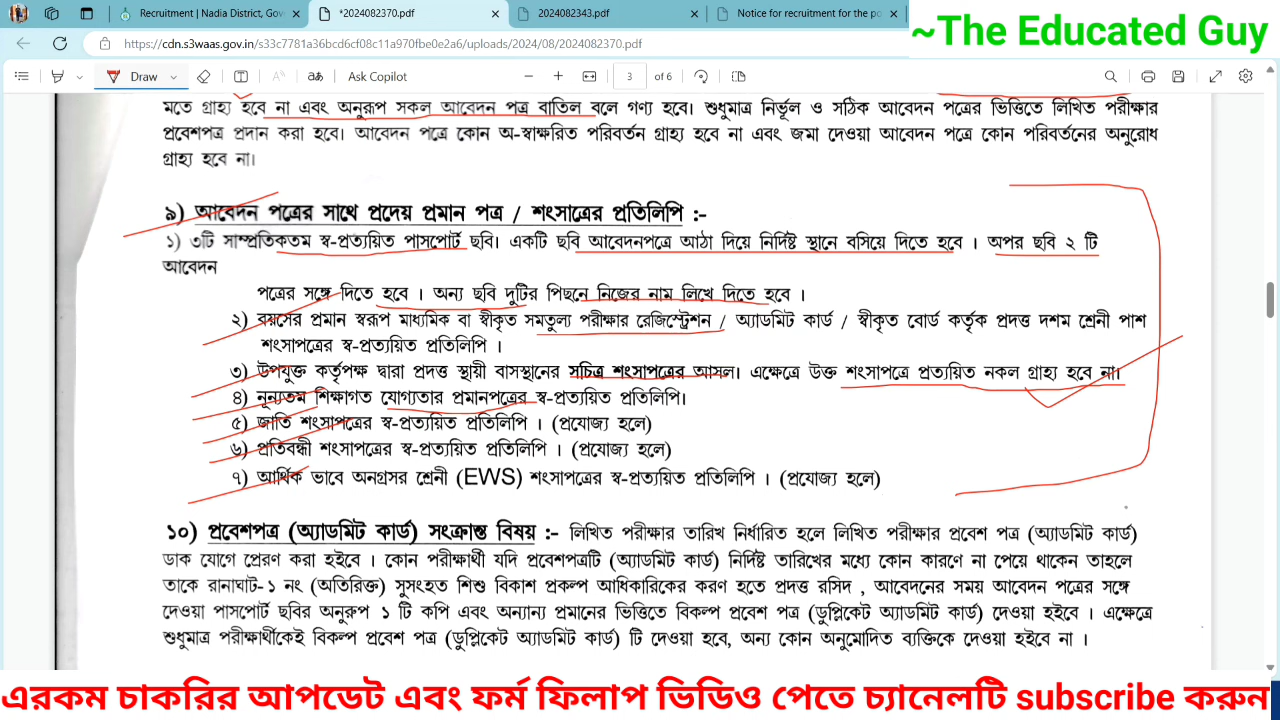 Recruitment | Nadia District, Gov
*2024082370.pdf
2024082343.pdf
Notice for recruitment for the po
~The Educated Guy
https://cdn.s3waas.gov.in/s33c7781a36bcd6cf08c11a970fbe0e2a6/uploads/2024/08/2024082370.pdf
Draw
Ask Copilot
3 of 6
মতে গ্রাহ্য হবে না এবং অনুরূপ সকল আবেদন পত্র বাতিল বলে গণ্য হবে। শুধুমাত্র নির্ভুল ও সঠিক আবেদন পত্রের ভিত্তিতে লিখিত পরীক্ষার
প্রবেশপত্র প্রদান করা হবে। আবেদন পত্রে কোন অ-স্বাক্ষরিত পরিবর্তন গ্রাহ্য হবে না এবং জমা দেওয়া আবেদন পত্রে কোন পরিবর্তনের অনুরোধ
গ্রাহ্য হবে না।
৯) আবেদন পত্রের সাথে প্রদেয় প্রমান পত্র / শংসাত্রের প্রতিলিপি :-
১) ৩টি সাম্প্রতিকতম স্ব-প্রত্যয়িত পাসপোর্ট ছবি। একটি ছবি আবেদনপত্রে আঠা দিয়ে নির্দিষ্ট স্থানে বসিয়ে দিতে হবে । অপর ছবি ২ টি
আবেদন
পত্রের সঙ্গে দিতে হবে । অন্য ছবি দুটির পিছনে নিজের নাম লিখে দিতে হবে ।
২) বয়সের প্রমান স্বরূপ মাধ্যমিক বা স্বীকৃত সমতুল্য পরীক্ষার রেজিস্ট্রেশন / অ্যাডমিট কার্ড / স্বীকৃত বোর্ড কর্তৃক প্রদত্ত দশম শ্রেনী পাশ
শংসাপত্রের স্ব-প্রত্যয়িত প্রতিলিপি ।
৩) উপযুক্ত কর্তৃপক্ষ দ্বারা প্রদত্ত স্থায়ী বাসস্থানের সচিত্র শংসাপত্রের আসল। এক্ষেত্রে উক্ত শংসাপত্রে প্রত্যয়িত নকল গ্রাহ্য হবে না।
৪) নূন্যতম শিক্ষাগত যোগ্যতার প্রমানপত্রের স্ব-প্রত্যয়িত প্রতিলিপি।
৫) জাতি শংসাপত্রের স্ব-প্রত্যয়িত প্রতিলিপি । (প্রযোজ্য হলে)
৬) প্রতিবন্ধী শংসাপত্রের স্ব-প্রত্যয়িত প্রতিলিপি । (প্রযোজ্য হলে)
৭) আর্থিক ভাবে অনগ্রসর শ্রেনী (EWS) শংসাপত্রের স্ব-প্রত্যয়িত প্রতিলিপি । (প্রযোজ্য হলে)
১০) প্রবেশপত্র (অ্যাডমিট কার্ড) সংক্রান্ত বিষয় :- লিখিত পরীক্ষার তারিখ নির্ধারিত হলে লিখিত পরীক্ষার প্রবেশ পত্র (অ্যাডমিট কার্ড)
ডাক যোগে প্রেরণ করা হইবে । কোন পরীক্ষার্থী যদি প্রবেশপত্রটি (অ্যাডমিট কার্ড) নির্দিষ্ট তারিখের মধ্যে কোন কারণে না পেয়ে থাকেন তাহলে
তাকে রানাঘাট-১ নং (অতিরিক্ত) সুসংহত শিশু বিকাশ প্রকল্প আধিকারিকের করণ হতে প্রদত্ত রসিদ , আবেদনের সময় আবেদন পত্রের সঙ্গে
দেওয়া পাসপোর্ট ছবির অনুরুপ ১ টি কপি এবং অন্যান্য প্রমানের ভিত্তিতে বিকল্প প্রবেশ পত্র (ডুপ্লিকেট অ্যাডমিট কার্ড) দেওয়া হইবে । এক্ষেত্রে
শুধুমাত্র পরীক্ষার্থীকেই বিকল্প প্রবেশ পত্র (ডুপ্লিকেট অ্যাডমিট কার্ড) টি দেওয়া হবে, অন্য কোন অনুমোদিত ব্যক্তিকে দেওয়া হইবে না ।
এরকম চাকরির আপডেট এবং ফর্ম ফিলাপ ভিডিও পেতে চ্যানেলটি subscribe করুন